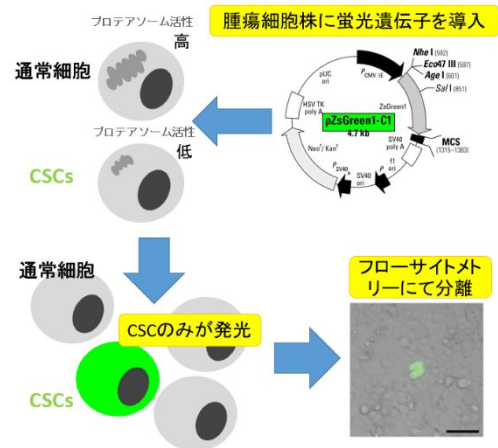 プロテアソーム活性
高
通常細胞
プロテアソーム活性
低
CSCs
腫瘍細胞株に蛍光遺伝子を導入
Nhe I (592)
Eco47 III (597)
Age I (601)
Sal I (851)
pUC
ori
PCMV IE
HSV TK
poly A
ZsGreen1
pZsGreen1-C1
4.7 kb
SV40
poly A
MCS
(1315–1383)
Neor/ Kanr
f1
ori
PSV40 e
SV40
ori
P
通常細胞
CSCのみが発光
CSCs
フローサイトメ
トリーにて分離